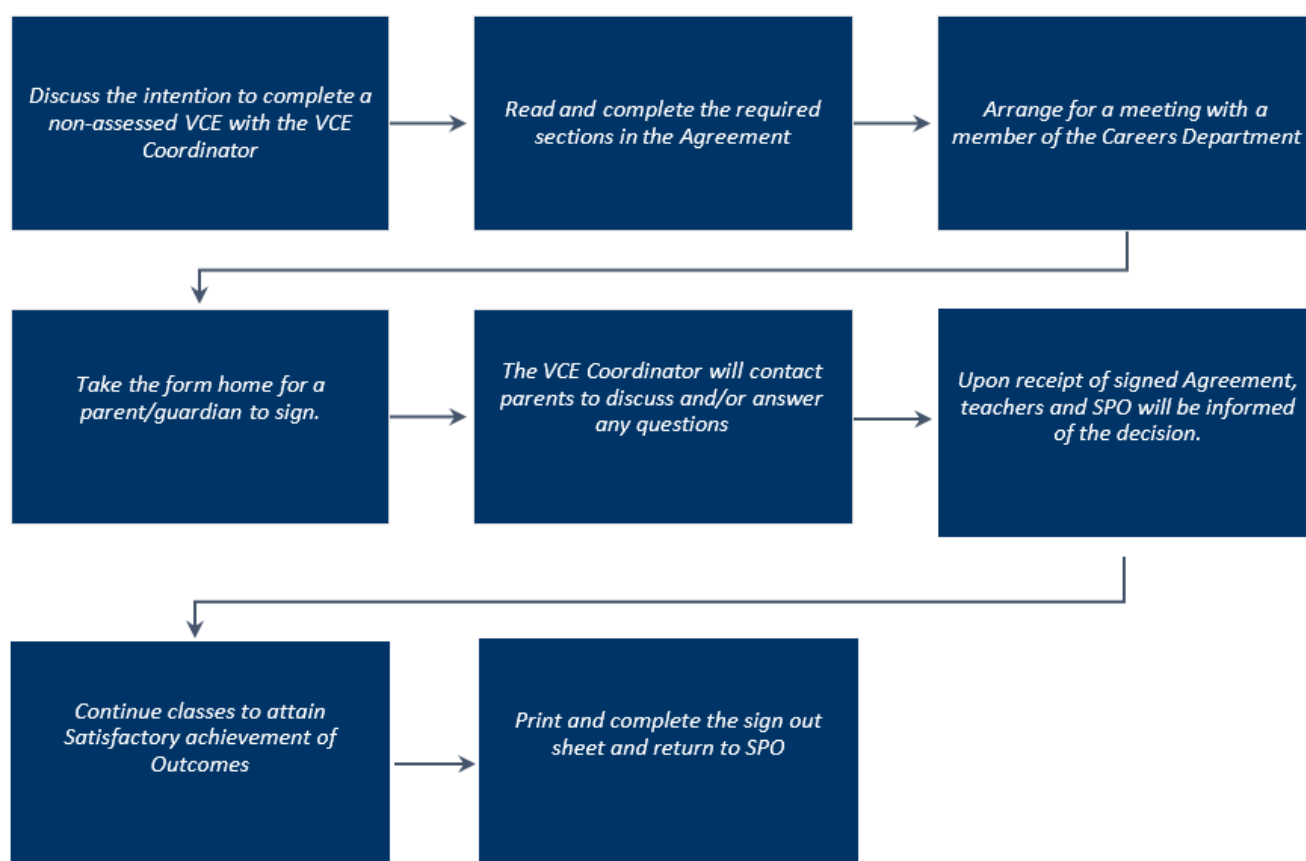 Discuss the intention to complete a
non-assessed VCE with the VCE
Coordinator
Read and complete the required
sections in the Agreement
Arrange for a meeting with a
member of the Careers Department
Take the form home for a
parent/guardian to sign.
The VCE Coordinator will contact
parents to discuss and/or answer
any questions
Upon receipt of signed Agreement,
teachers and SPO will be informed
of the decision.
Continue classes to attain
Satisfactory achievement of
Outcomes
Print and complete the sign out
sheet and return to SPO